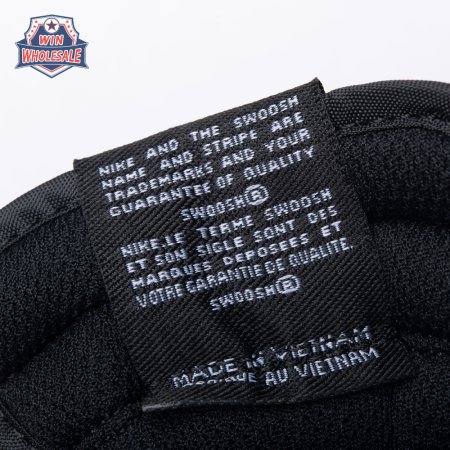 WIN
WHOLESALE
NIKE AND THE SWOOSH
NAME AND STRIPE ARE
TRADEMARKS AND YOUR
GUARANTEE OF QUALITY
SWOOSH®
NIKE.LE TERME SWOOSH
ET SON SIGLE SONT DES
MARQUES DEPOSEES ET
VOTRE GARANTIE DE QUALITE.
SWOOSH®
MADE IN VIETNAM
AU VIETNAM